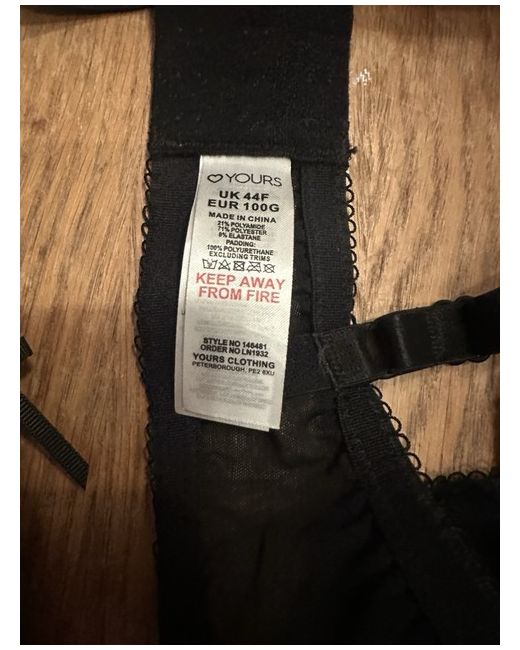 YOURS
UK 44F
EUR 100G
MADE IN CHINA
21% POLYAMIDE
71% POLYESTER
8% ELASTANE
PADDING:
100% POLYURETHANE
EXCLUDING TRIMS
KEEP AWAY
FROM FIRE
STYLE NO 146481
ORDER NO LN1932
YOURS CLOTHING
PETERBOROUGH, PE2 6XU